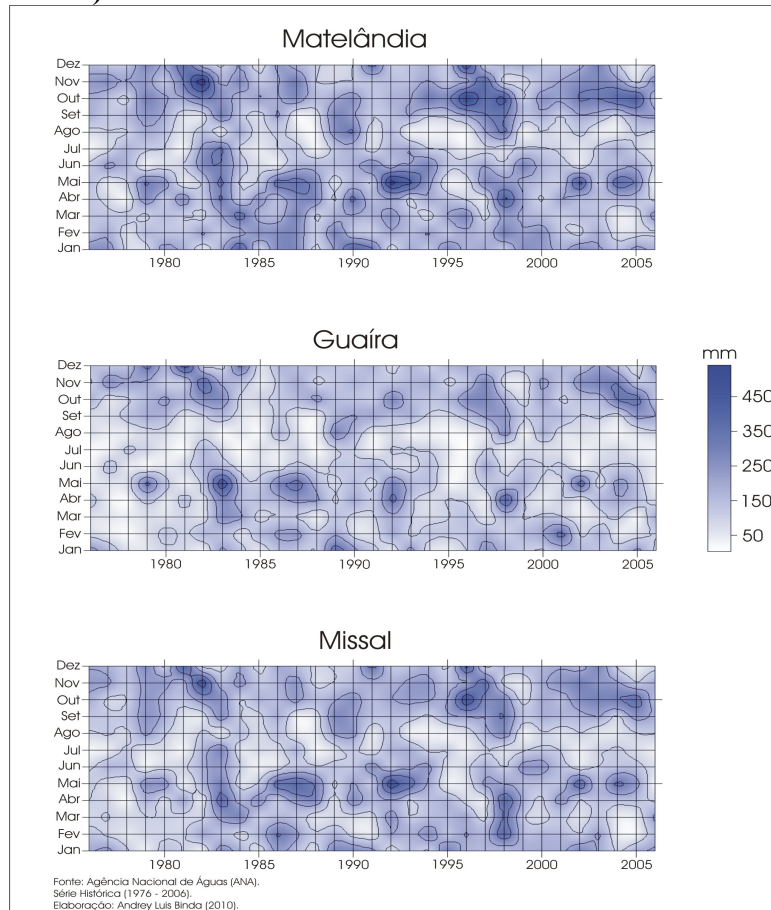 Matelândia
Dez
Nov
Out
Set
Ago
Jul
Jun
Mai
Abr
Mar
Fev
Jan
1980 1985 1990 1995 2000 2005
Guaíra
Dez
Nov
Out
Set
Ago
Jul
Jun
Mai
Abr
Mar
Fev
Jan
1980 1985 1990 1995 2000 2005
mm
450
350
250
150
50
Missal
Dez
Nov
Out
Set
Ago
Jul
Jun
Mai
Abr
Mar
Fev
Jan
1980 1985 1990 1995 2000 2005
Fonte: Agência Nacional de Águas (ANA).
Série Histórica (1976 - 2006).
Elaboração: Andrey Luis Binda (2010).